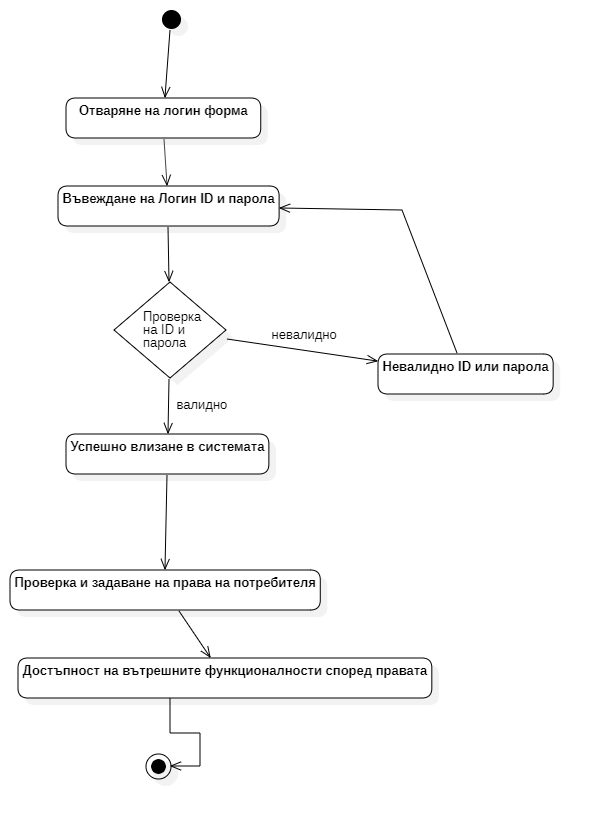 Отваряне на логин форма
Въвеждане на Логин ID и парола
Проверка
на ID и
парола
невалидно
Невалидно ID или парола
валидно
Успешно влизане в системата
Проверка и задаване на права на потребителя
Достъпност на вътрешните функционалности според правата